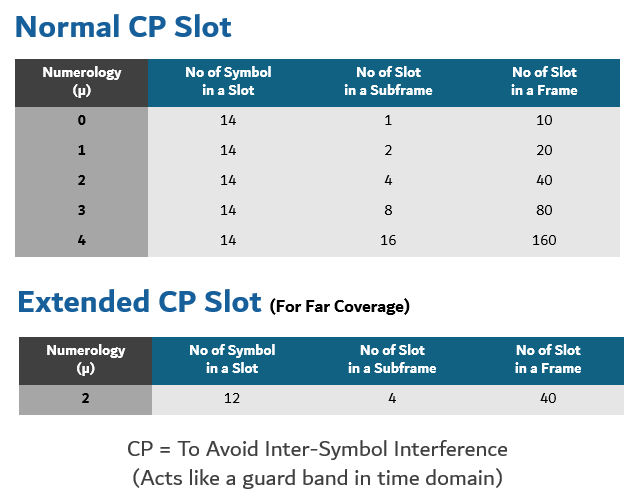 Normal CP Slot
Numerology (μ) No of Symbol in a Slot No of Slot in a Subframe No of Slot in a Frame
0 14 1 10
1 14 2 20
2 14 4 40
3 14 8 80
4 14 16 160
Extended CP Slot (For Far Coverage)
Numerology (μ) No of Symbol in a Slot No of Slot in a Subframe No of Slot in a Frame
2 12 4 40
CP = To Avoid Inter-Symbol Interference
(Acts like a guard band in time domain)